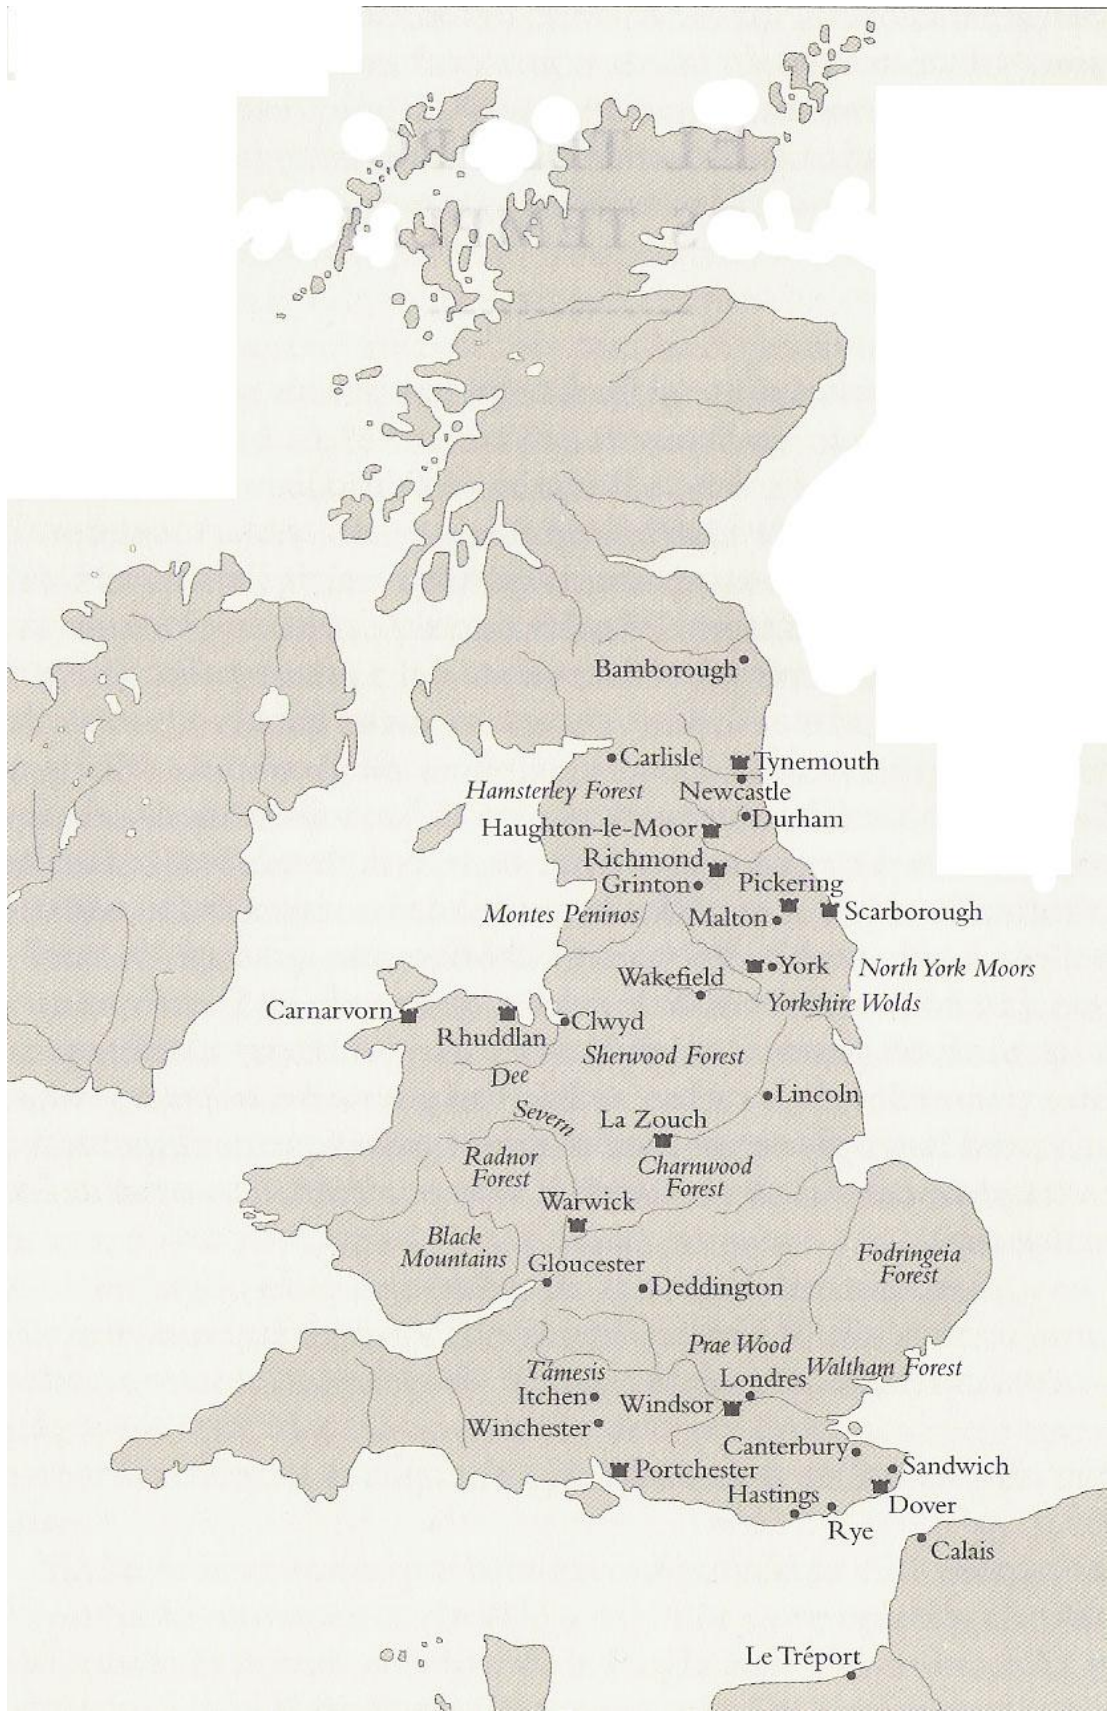 Bamborough
Carlisle
Tynemouth
Hamsterley Forest
Newcastle
Durham
Haughton-le-Moor
Richmond
Grinton
Pickering
Montes Peninos
Malton
Scarborough
York
North York Moors
Wakefield
Yorkshire Wolds
Carnarvorn
Rhuddlan
Clwyd
Sherwood Forest
Dee
Lincoln
Severn
La Zouch
Radnor
Forest
Charnwood
Forest
Warwick
Black
Mountains
Fodringeia
Forest
Gloucester
Deddington
Prae Wood
Waltham Forest
Támesis
Londres
Itchen
Windsor
Winchester
Canterbury
Portchester
Sandwich
Hastings
Dover
Rye
Calais
Le Tréport